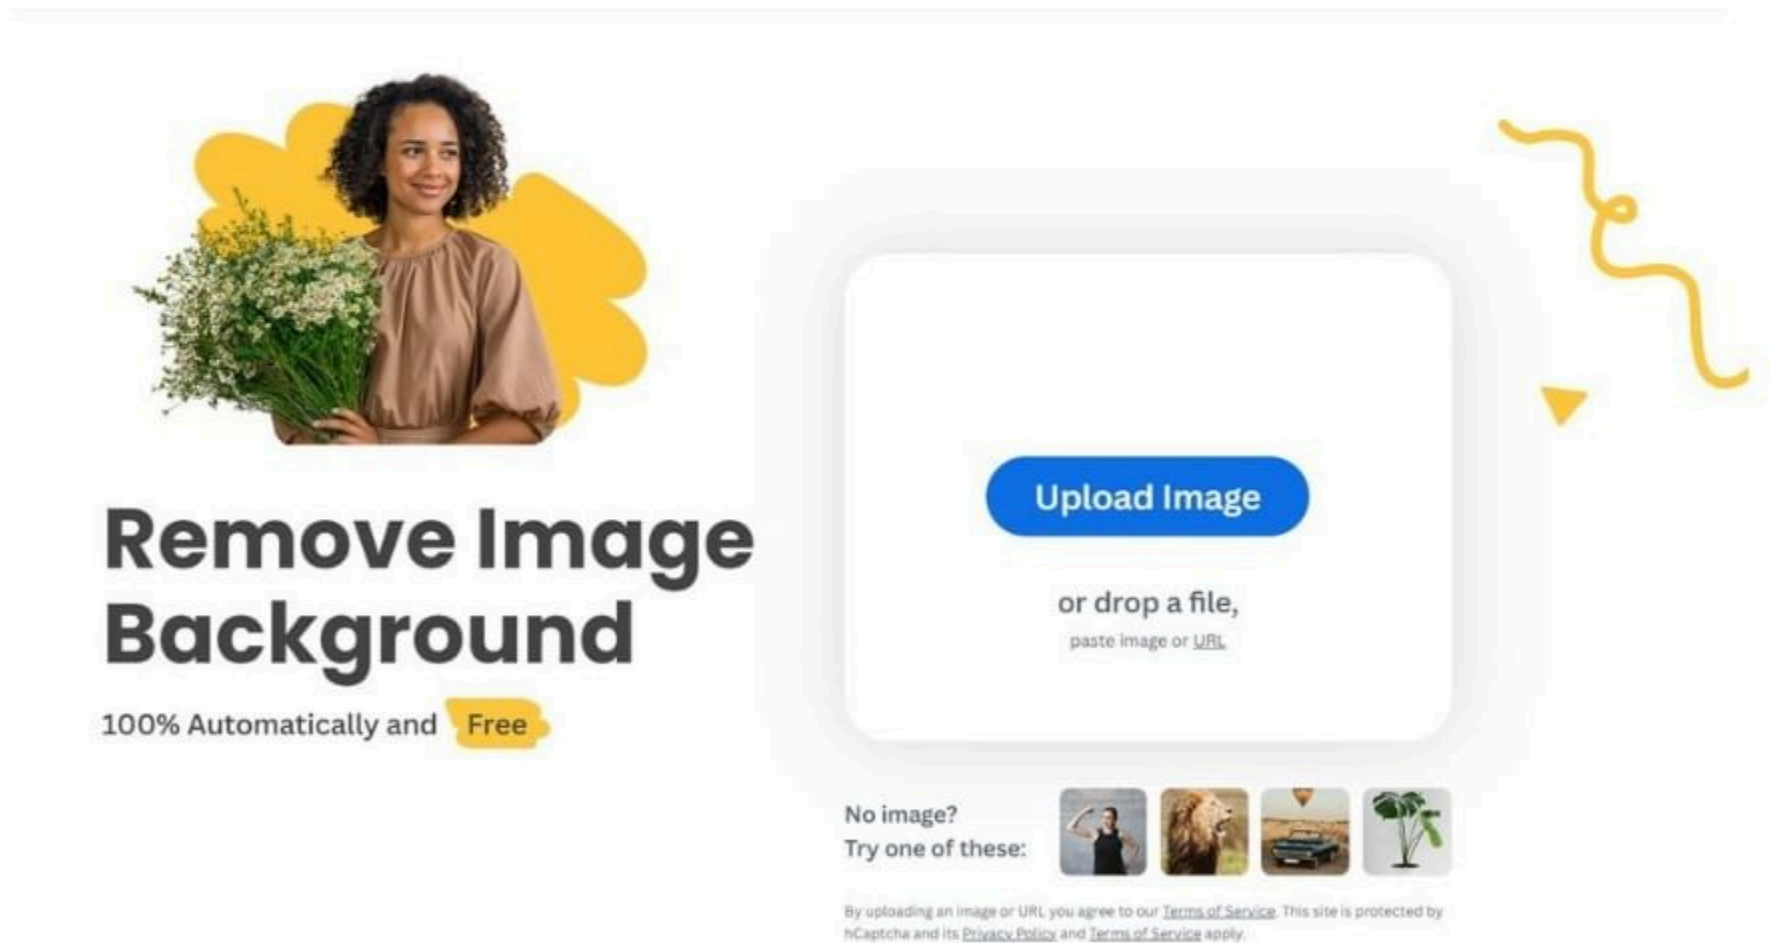 Remove Image
Background
100% Automatically and Free
Upload Image
or drop a file,
paste image or URL
No image?
Try one of these:
By uploading an image or URL you agree to our Terms of Service. This site is protected by
hCaptcha and its Privacy Policy and Terms of Service apply.